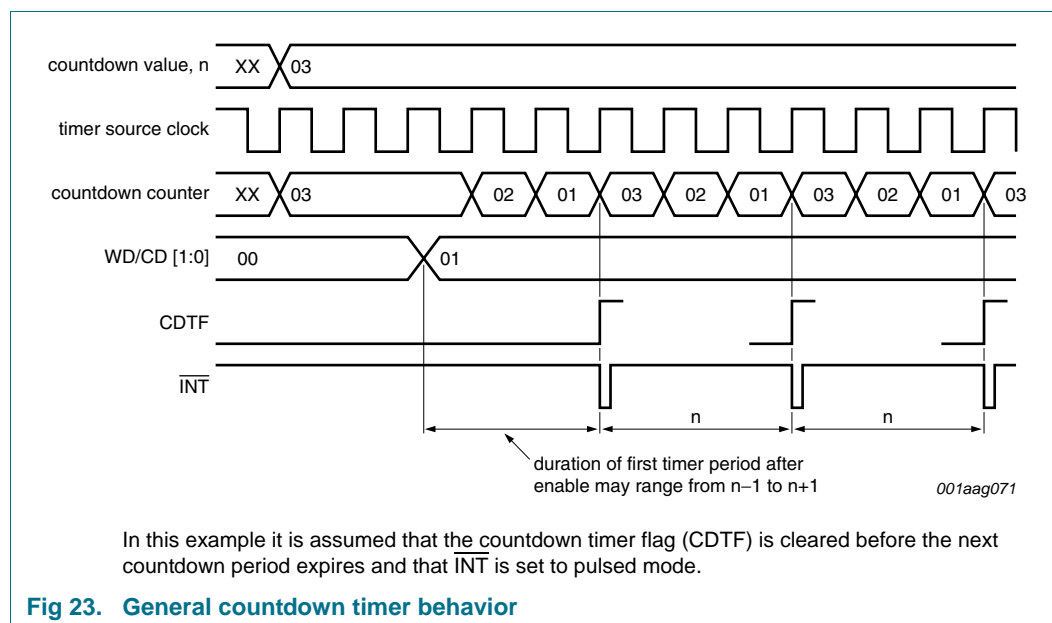 countdown value, n XX 03
timer source clock
countdown counter XX 03 02 01 03 02 01 03 02 01 03
WD/CD [1:0] 00 01
CDTF
INT
n n
duration of first timer period after
enable may range from n–1 to n+1
001aag071
In this example it is assumed that the countdown timer flag (CDTF) is cleared before the next
countdown period expires and that INT is set to pulsed mode.
Fig 23. General countdown timer behavior